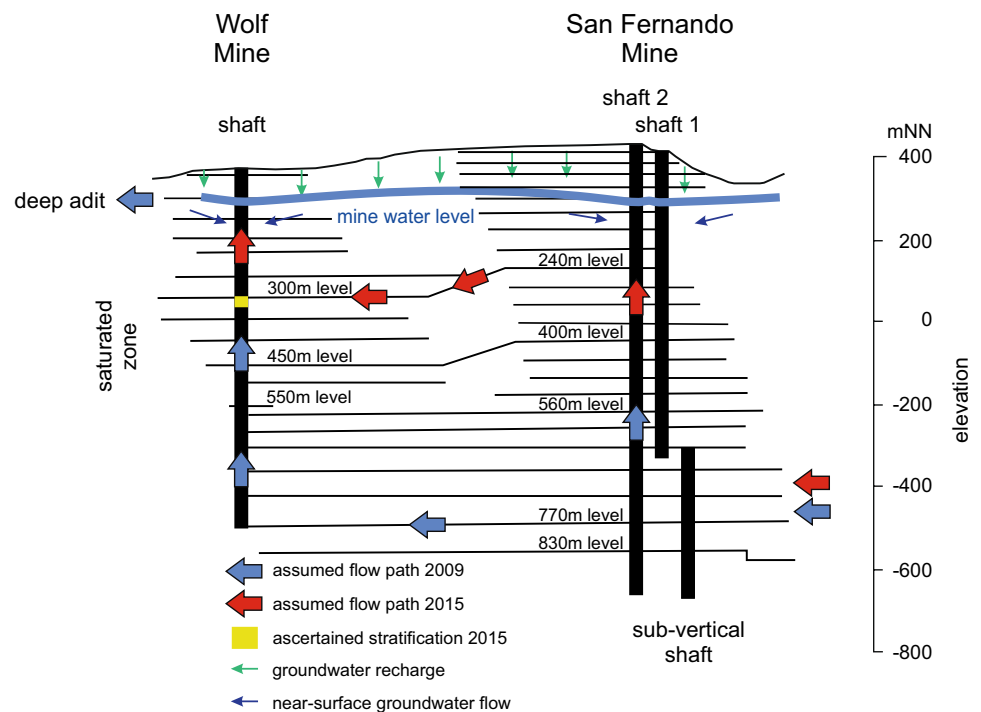 Wolf
Mine
San Fernando
Mine
shaft 2
shaft
shaft 1
mNN
400
deep adit
mine water level
200
240m level
300m level
saturated
zone
0
400m level
450m level
550m level
560m level
-200
elevation
-400
770m level
830m level
assumed flow path 2009
-600
assumed flow path 2015
ascertained stratification 2015
sub-vertical
shaft
-800
groundwater recharge
near-surface groundwater flow